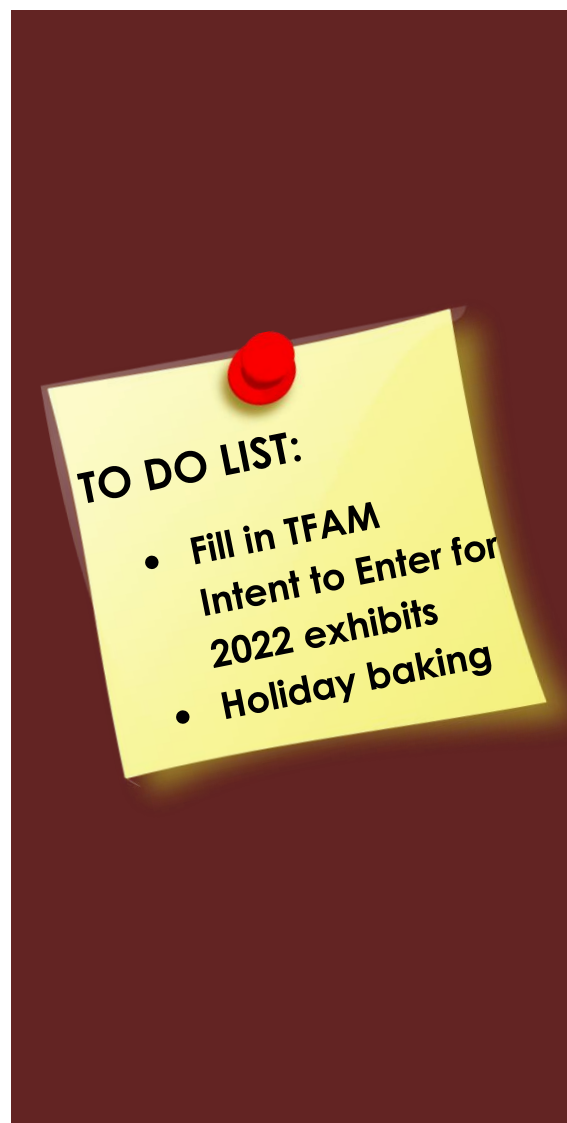 TO DO LIST:
• Fill in TFAM
Intent to Enter for
2022 exhibits
• Holiday baking